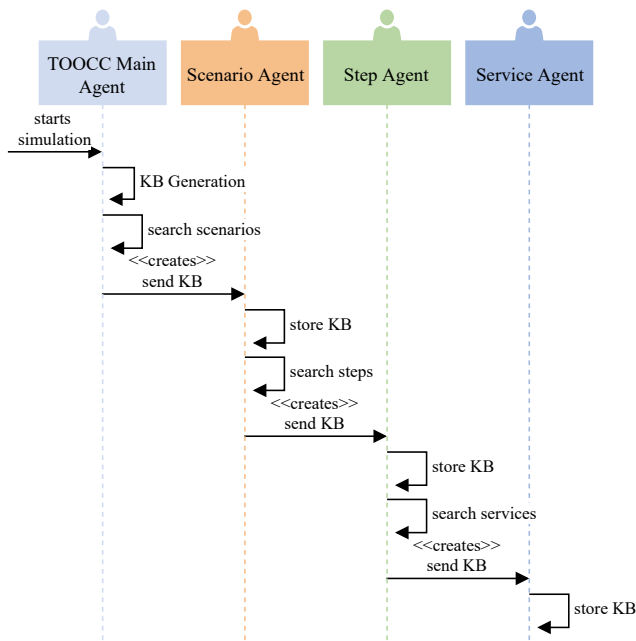 TOOCC Main
Agent
Scenario Agent
Step Agent
Service Agent
starts
simulation
KB Generation
search scenarios
<<creates>>
send KB
store KB
search steps
<<creates>>
send KB
store KB
search services
<<creates>>
send KB
store KB